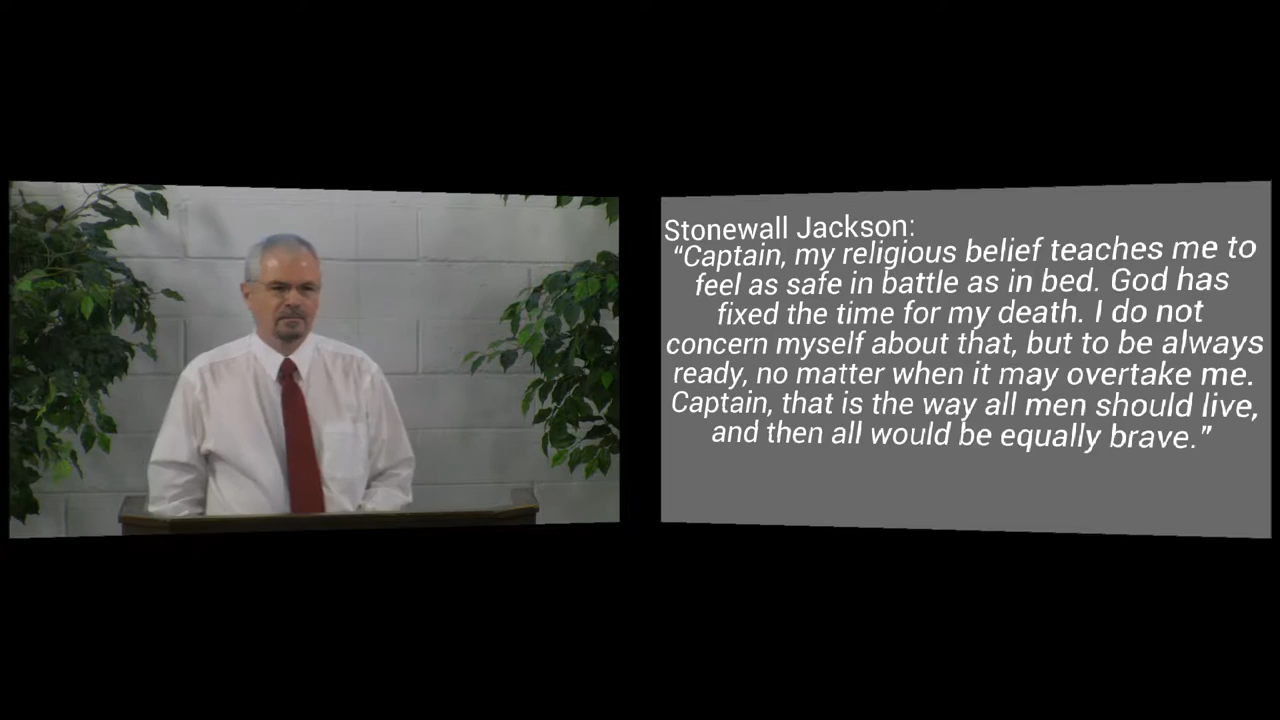 Stonewall Jackson:
“Captain, my religious belief teaches me to
feel as safe in battle as in bed. God has
fixed the time for my death. I do not
concern myself about that, but to be always
ready, no matter when it may overtake me.
Captain, that is the way all men should live,
and then all would be equally brave.”